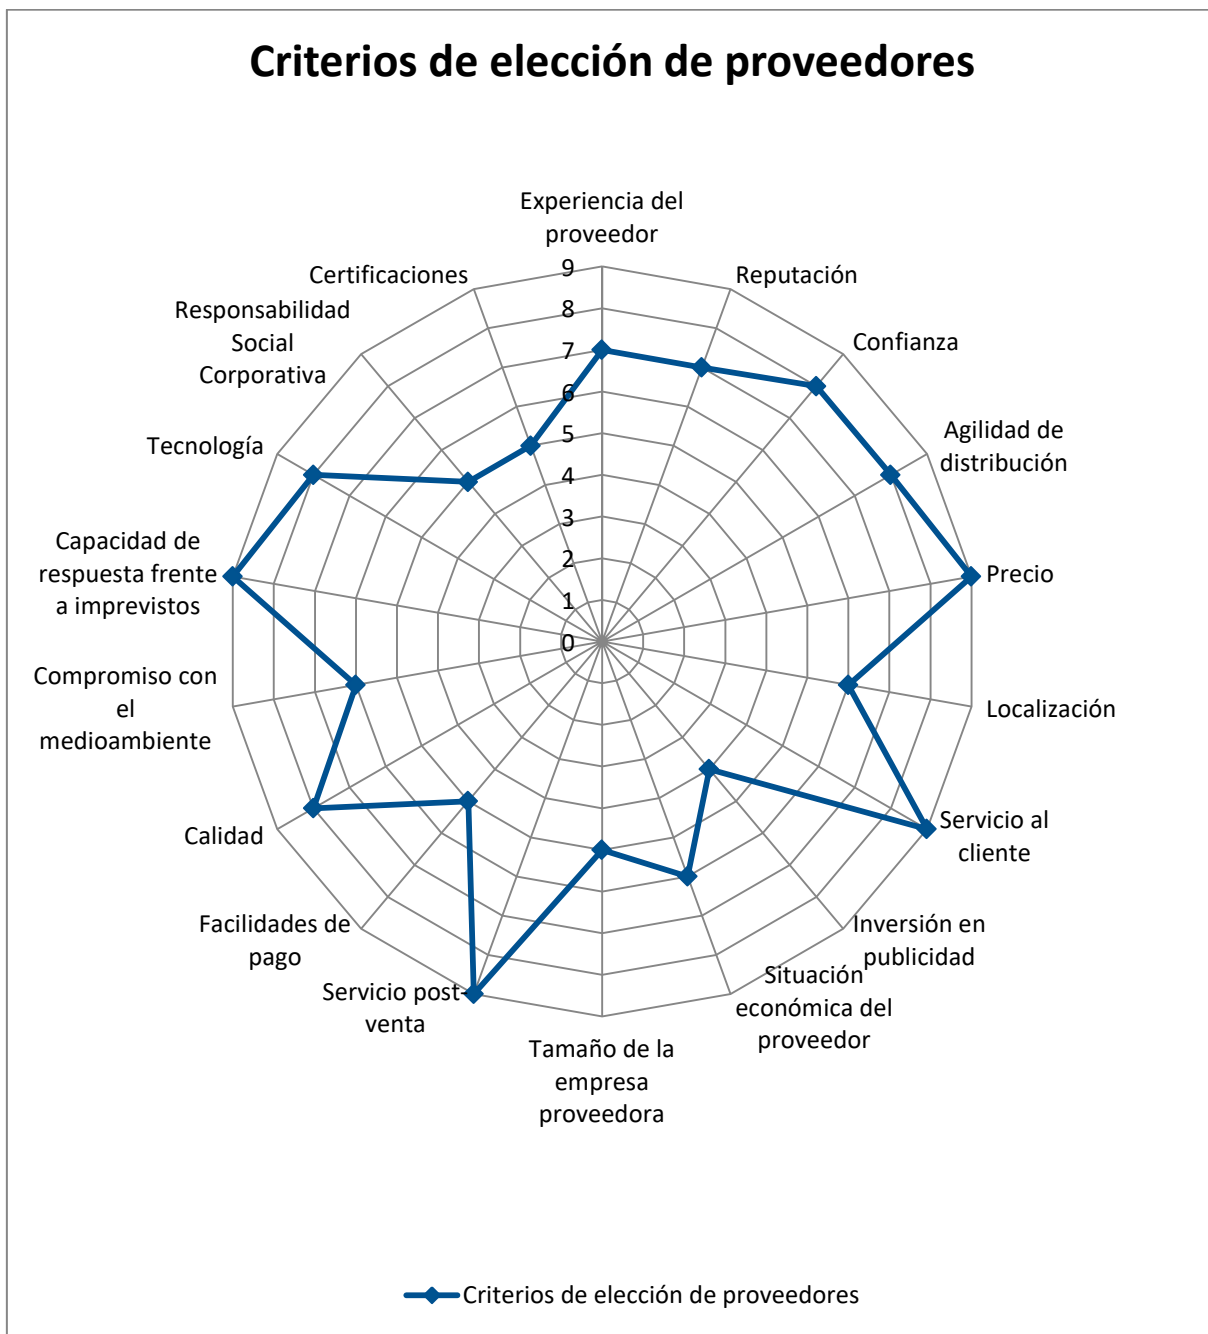 Criterios de elección de proveedores
Experiencia del
proveedor
Reputación
Confianza
Agilidad de
distribución
Precio
Localización
Servicio al
cliente
Inversión en
publicidad
Situación
económica del
proveedor
Tamaño de la
empresa
proveedora
Servicio post-
venta
Facilidades de
pago
Calidad
Compromiso con
el
medioambiente
Capacidad de
respuesta frente
a imprevistos
Tecnología
Responsabilidad
Social
Corporativa
Certificaciones
9
8
7
6
5
4
3
2
1
0
Criterios de elección de proveedores